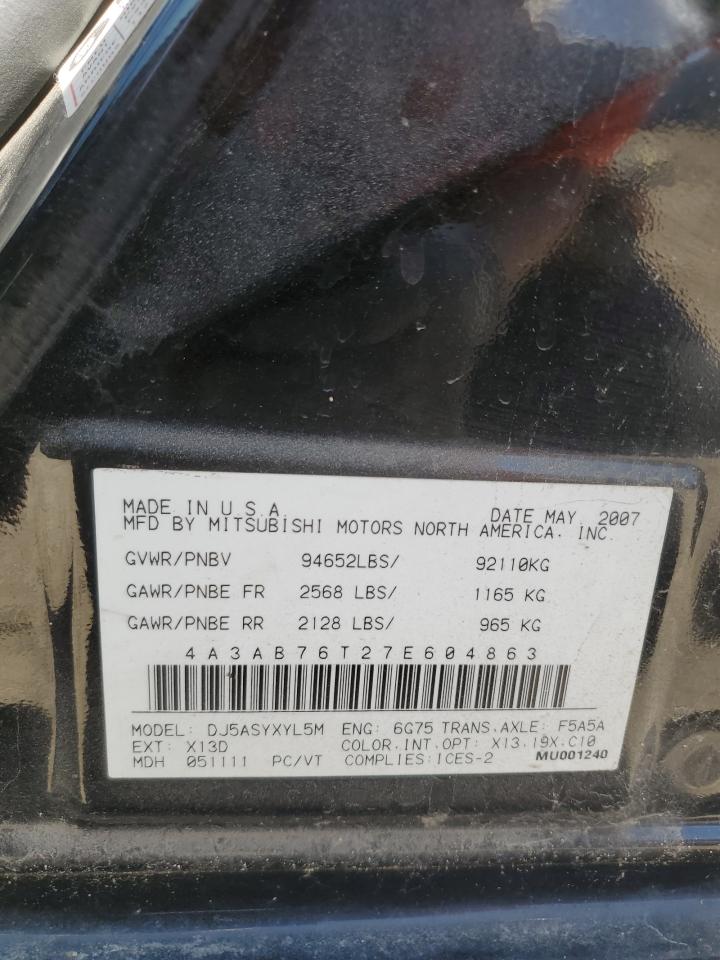 MADE IN U.S.A. DATE MAY 2007
MFD BY MITSUBISHI MOTORS NORTH AMERICA, INC.
GVWR/PNBV 94652LBS/ 92110KG
GAWR/PNBE FR 2568 LBS/ 1165 KG
GAWR/PNBE RR 2128 LBS/ 965 KG
4A3AB76T27E604863
MODEL: DJ5ASYXYL5M ENG: 6G75 TRANS.AXLE: F5A5A
EXT: X13D COLOR.INT.OPT: X13.19X.C10
MDH 051111 PC/VT COMPLIES:ICES-2 MU001240